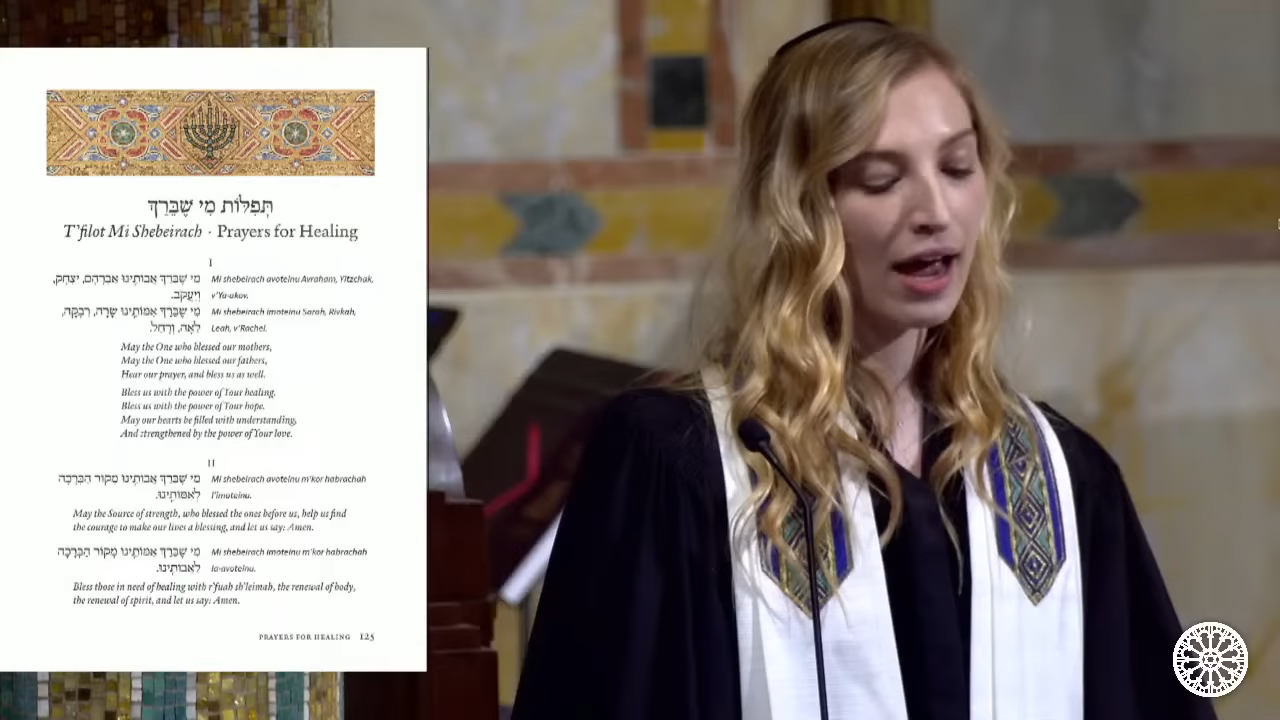 תְּפִלּוֹת מִי שֶׁבֵּרַךְ
T'filot Mi Shebeirach · Prayers for Healing
I
מִי שֶׁבֵּרַךְ אֲבוֹתֵינוּ אַבְרָהָם, יִצְחָק, Mi shebeirach avoteinu Avraham, Yitzchak,
וְיַעֲקֹב. v'Ya-akov.
מִי שֶׁבֵּרַךְ אִמּוֹתֵינוּ שָׂרָה, רִבְקָה, Mi shebeirach imoteinu Sarah, Rivkah,
לֵאָה, וְרָחֵל. Leah, v'Rachel.
May the One who blessed our mothers,
May the One who blessed our fathers,
Hear our prayer, and bless us as well.
Bless us with the power of Your healing.
Bless us with the power of Your hope.
May our hearts be filled with understanding,
And strengthened by the power of Your love.
II
מִי שֶׁבֵּרַךְ אֲבוֹתֵינוּ מְקוֹר הַבְּרָכָה Mi shebeirach avoteinu m'kor habrachah
לְאִמּוֹתֵינוּ. l'imoteinu.
May the Source of strength, who blessed the ones before us, help us find
the courage to make our lives a blessing, and let us say: Amen.
מִי שֶׁבֵּרַךְ אִמּוֹתֵינוּ מְקוֹר הַבְּרָכָה Mi shebeirach imoteinu m'kor habrachah
לַאֲבוֹתֵינוּ. la-avoteinu.
Bless those in need of healing with r'fuah sh'leimah, the renewal of body,
the renewal of spirit, and let us say: Amen.
PRAYERS FOR HEALING 125